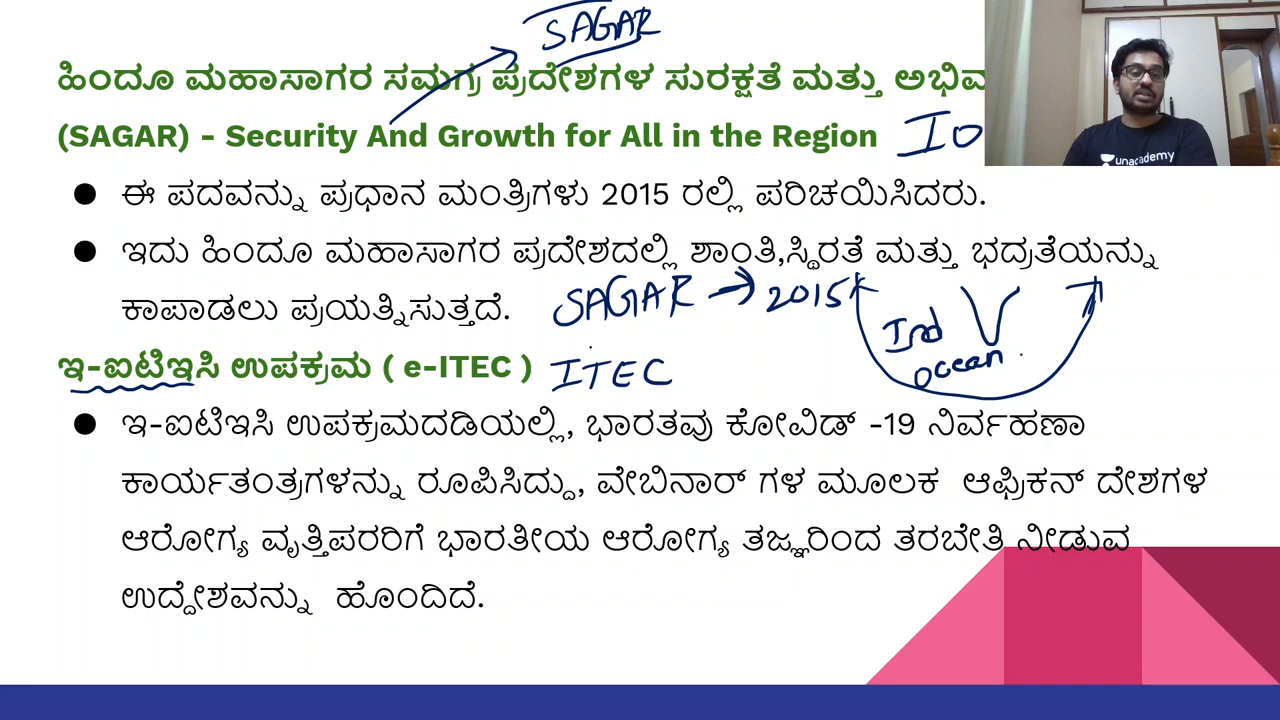 SAGAR
ಹಿಂದೂ ಮಹಾಸಾಗರ ಸಮಗ್ರ ಪ್ರದೇಶಗಳ ಸುರಕ್ಷತೆ ಮತ್ತು
(SAGAR) - Security And Growth for All in the Region IO
unacademy
● ಈ ಪದವನ್ನು ಪ್ರಧಾನ ಮಂತ್ರಿಗಳು 2015 ರಲ್ಲಿ ಪರಿಚಯಿಸಿದರು.
● ಇದು ಹಿಂದೂ ಮಹಾಸಾಗರ ಪ್ರದೇಶದಲ್ಲಿ ಶಾಂತಿ,ಸ್ಥಿರತೆ ಮತ್ತು ಭದ್ರತೆಯನ್ನು
ಕಾಪಾಡಲು ಪ್ರಯತ್ನಿಸುತ್ತದೆ.
SAGAR → 2015
Ind
Ocean
ಇ-ಐಟಿಇಸಿ ಉಪಕ್ರಮ ( e-ITEC ) ITEC
● ಇ-ಐಟಿಇಸಿ ಉಪಕ್ರಮದಡಿಯಲ್ಲಿ, ಭಾರತವು ಕೋವಿಡ್ -19 ನಿರ್ವಹಣಾ
ಕಾರ್ಯತಂತ್ರಗಳನ್ನು ರೂಪಿಸಿದ್ದು, ವೇಬಿನಾರ್ ಗಳ ಮೂಲಕ ಆಫ್ರಿಕನ್ ದೇಶಗಳ
ಆರೋಗ್ಯ ವೃತ್ತಿಪರರಿಗೆ ಭಾರತೀಯ ಆರೋಗ್ಯ ತಜ್ಞರಿಂದ ತರಬೇತಿ ನೀಡುವ
ಉದ್ದೇಶವನ್ನು ಹೊಂದಿದೆ.